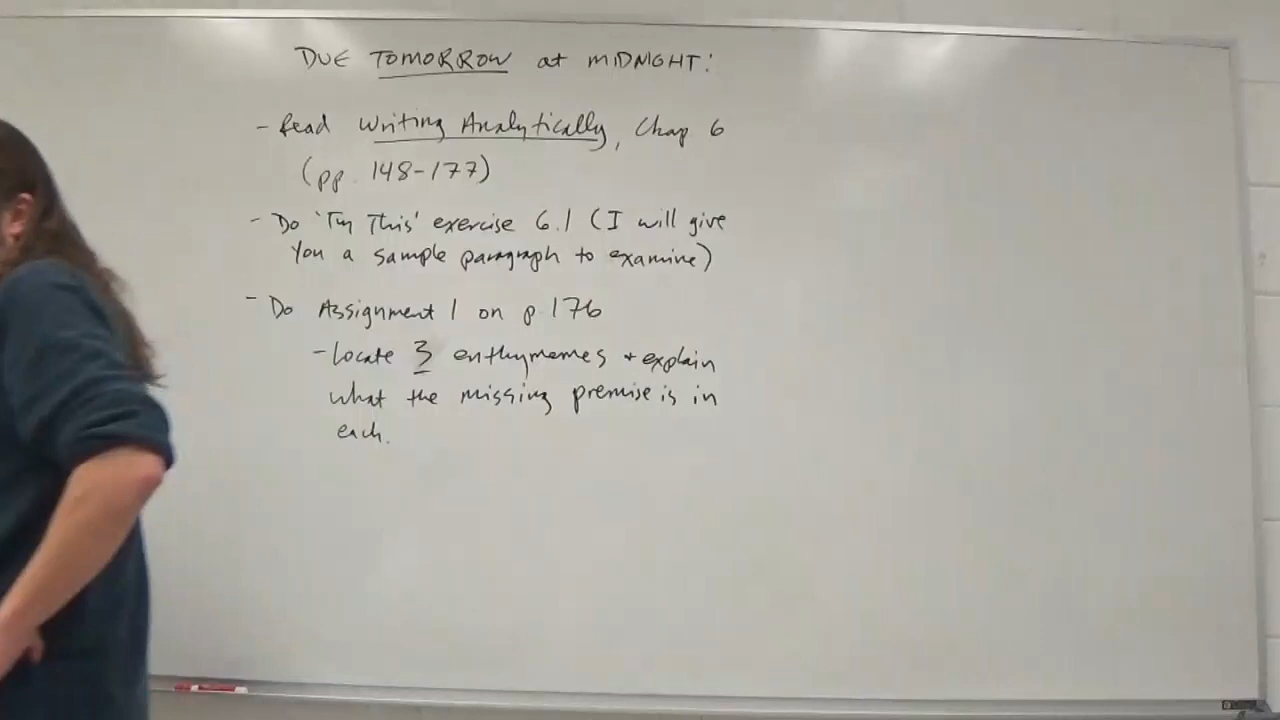 DUE TOMORROW at MIDNIGHT:
- Read Writing Analytically, Chap 6
(pp. 148-177)
- Do 'Try This' exercise 6.1 (I will give
You a sample paragraph to examine)
- Do Assignment 1 on p. 176
- Locate 3 enthymemes + explain
what the missing premise is in
each.